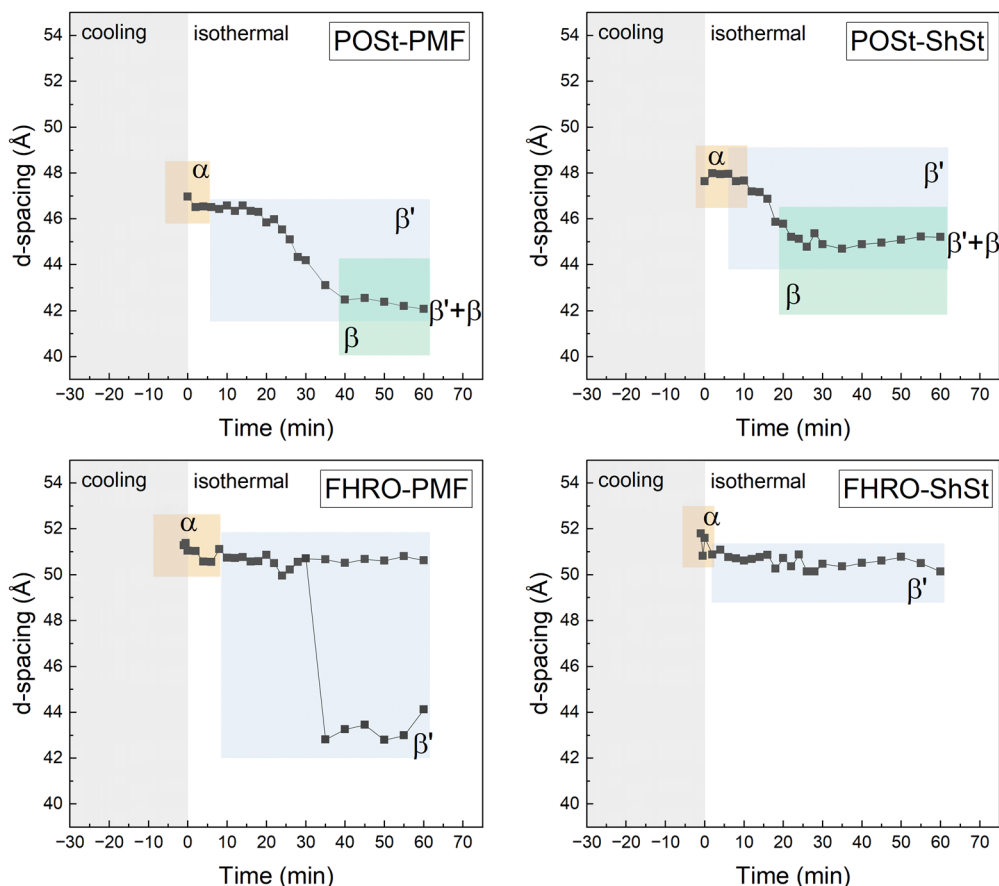 cooling
isothermal
POSt-PMF
54
52
50
48
46
44
42
40
d-spacing (Å)
α
β'
β'+β
β
−30 −20 −10 0 10 20 30 40 50 60 70
Time (min)
cooling
isothermal
POSt-ShSt
54
52
50
48
46
44
42
40
d-spacing (Å)
α
β'
β'+β
β
−30 −20 −10 0 10 20 30 40 50 60 70
Time (min)
cooling
isothermal
FHRO-PMF
54
52
50
48
46
44
42
40
d-spacing (Å)
α
β'
−30 −20 −10 0 10 20 30 40 50 60 70
Time (min)
cooling
isothermal
FHRO-ShSt
54
52
50
48
46
44
42
40
d-spacing (Å)
α
β'
−30 −20 −10 0 10 20 30 40 50 60 70
Time (min)